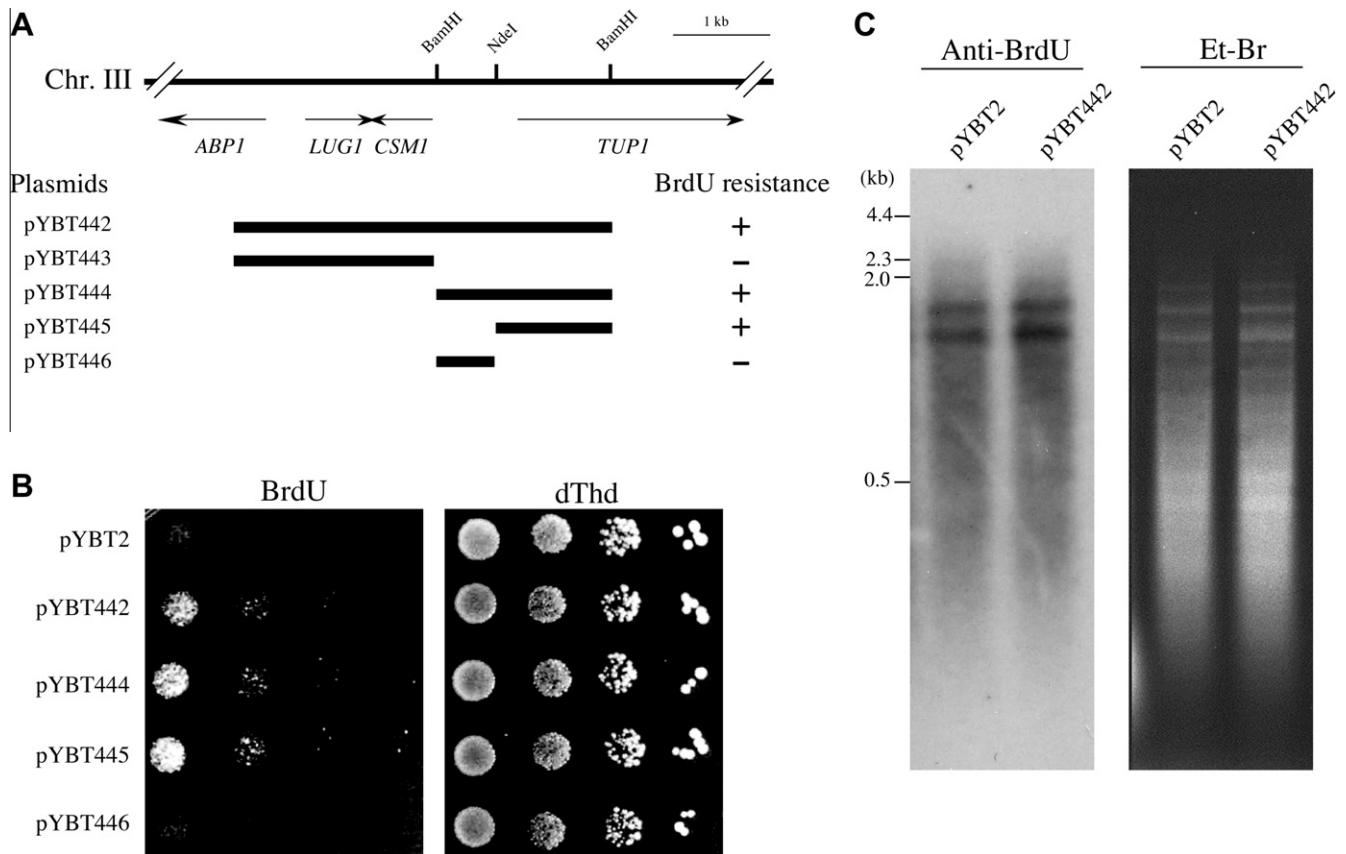 A
BamHI NdeI BamHI 1 kb
Chr. III
ABP1 LUG1 CSM1 TUP1
Plasmids BrdU resistance
pYBT442 +
pYBT443 –
pYBT444 +
pYBT445 +
pYBT446 –
B
BrdU dThd
pYBT2
pYBT442
pYBT444
pYBT445
pYBT446
C
Anti-BrdU Et-Br
pYBT2 pYBT442 pYBT2 pYBT442
(kb)
4.4
2.3
2.0
0.5